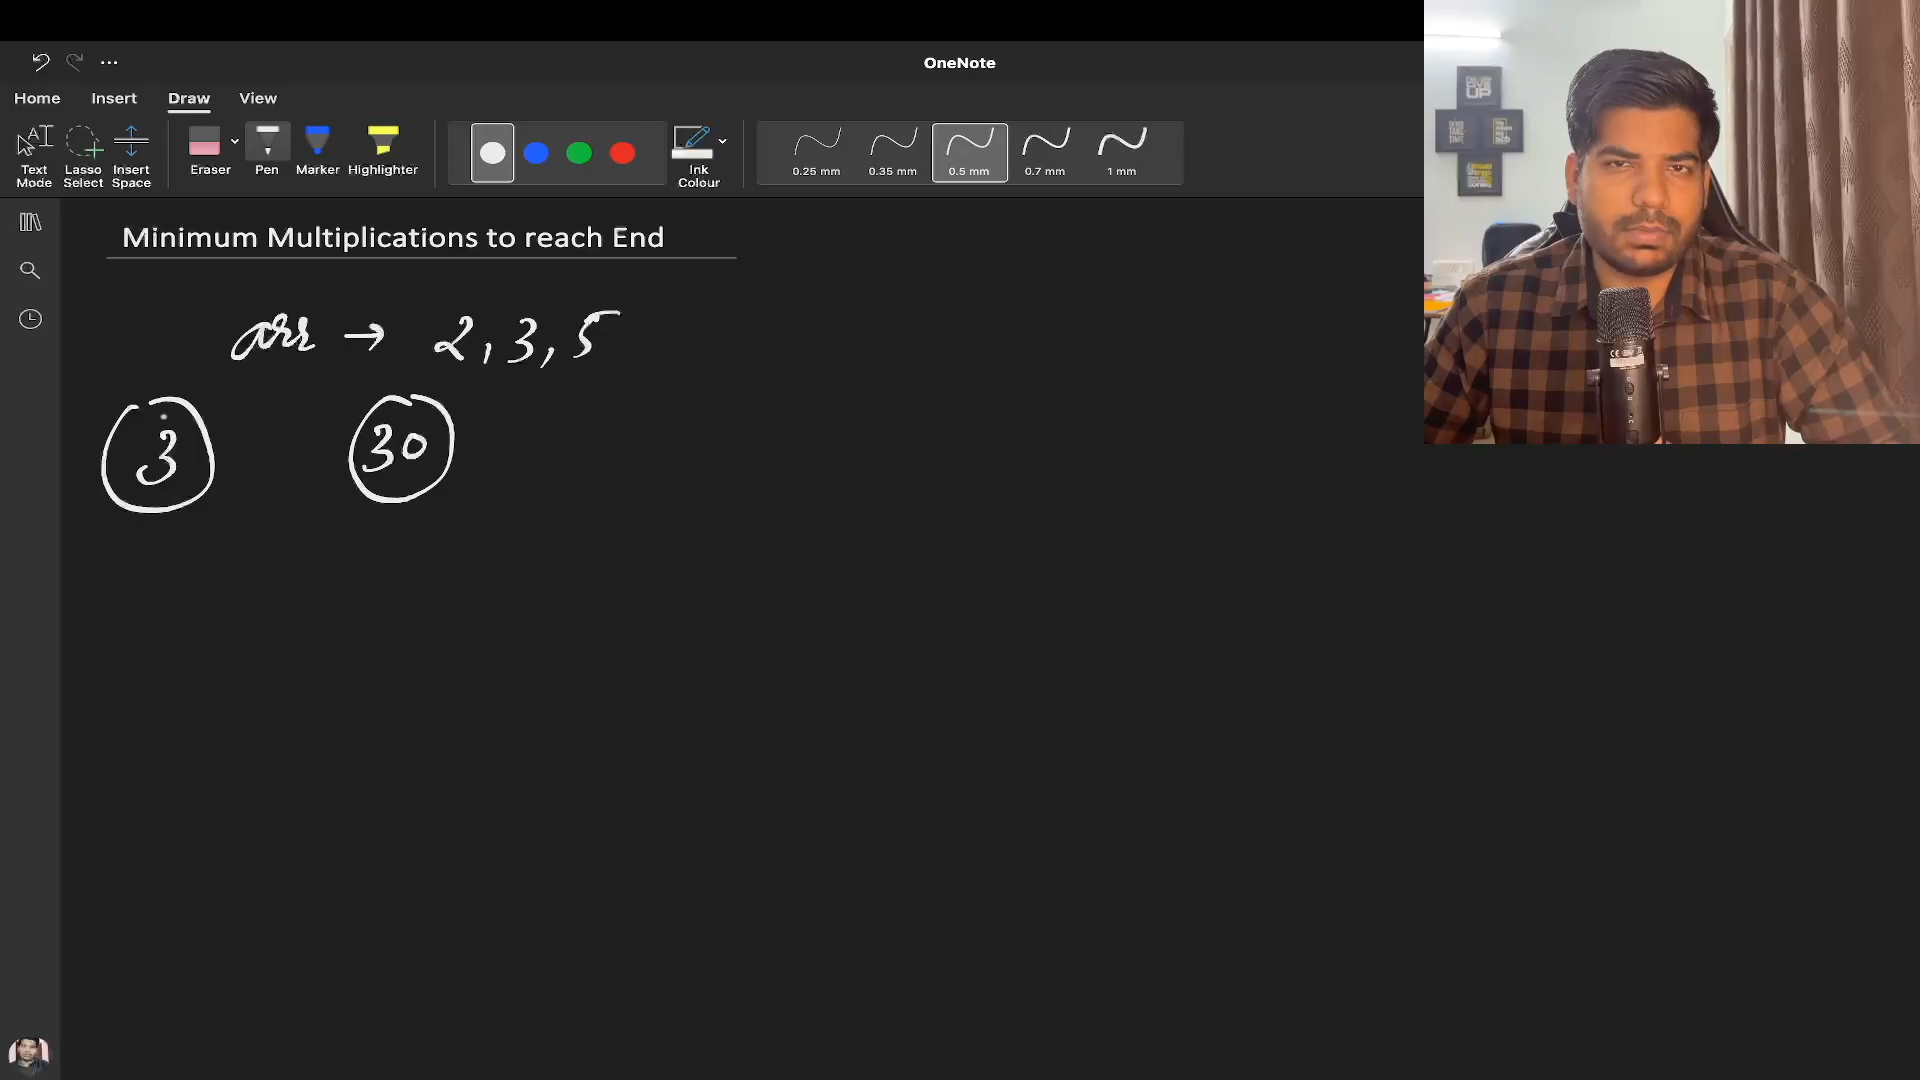 OneNote
Home Insert Draw View
Text Mode
Lasso Select
Insert Space
Eraser
Pen
Marker
Highlighter
Ink Colour
0.25 mm
0.35 mm
0.5 mm
0.7 mm
1 mm
Minimum Multiplications to reach End
arr → 2, 3, 5
3 30